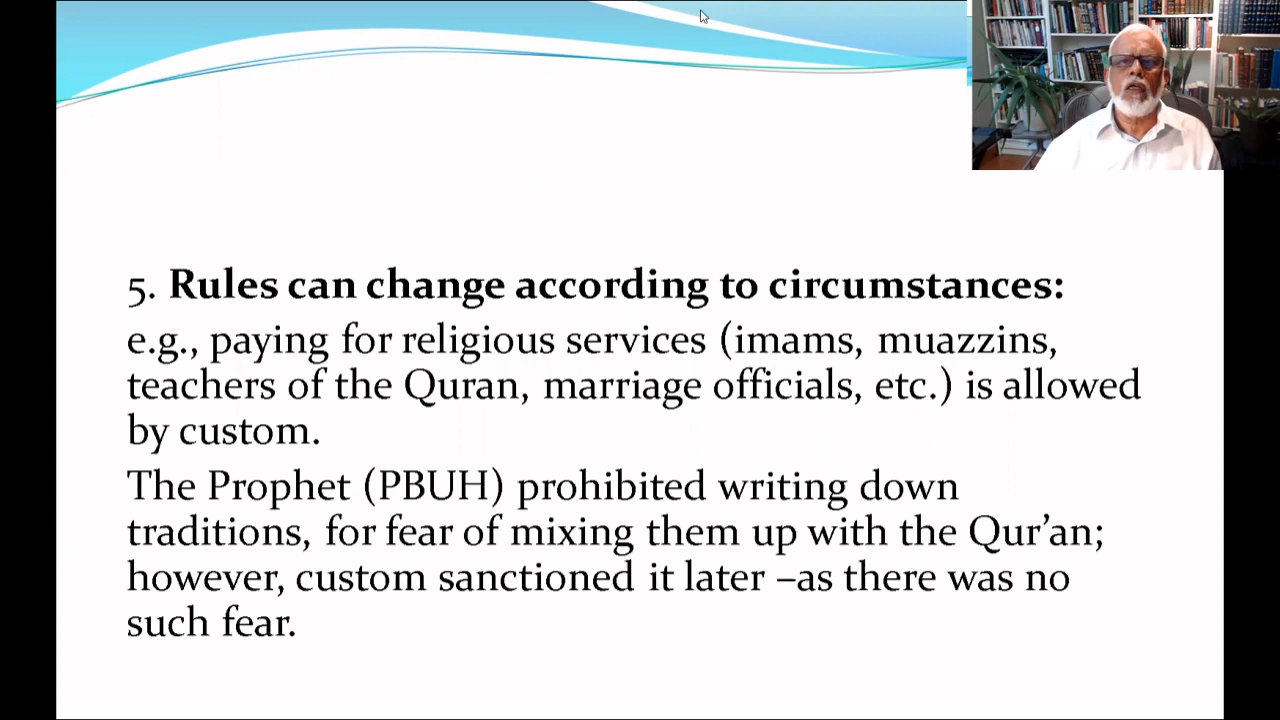 5. Rules can change according to circumstances:
e.g., paying for religious services (imams, muazzins,
teachers of the Quran, marriage officials, etc.) is allowed
by custom.
The Prophet (PBUH) prohibited writing down
traditions, for fear of mixing them up with the Qur’an;
however, custom sanctioned it later –as there was no
such fear.